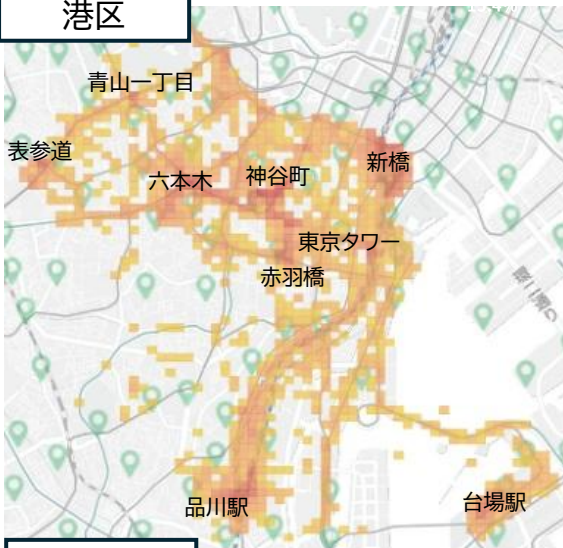 港区
青山一丁目
表参道
六本木
神谷町
新橋
東京タワー
赤羽橋
品川駅
台場駅